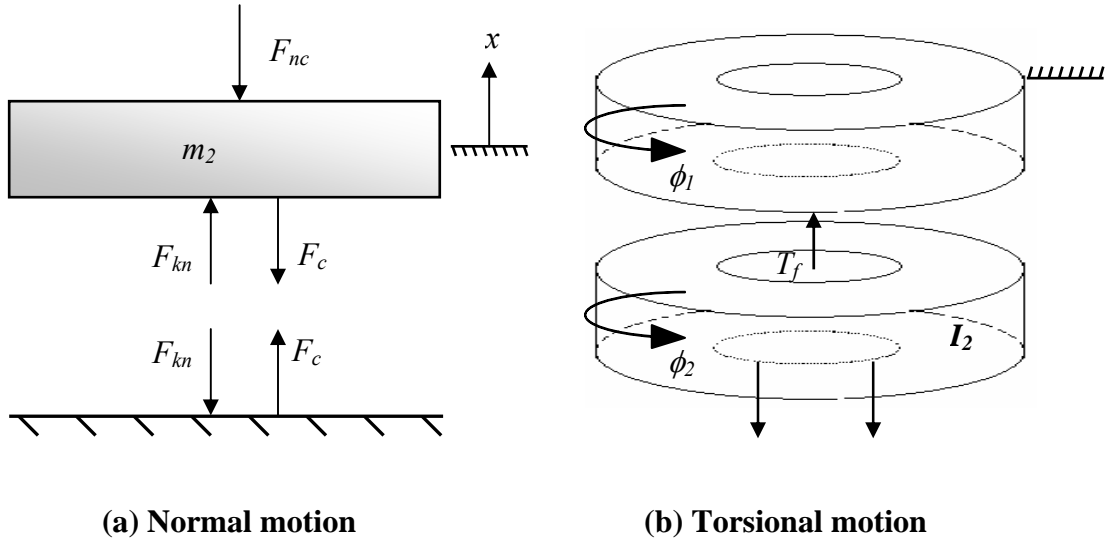 F_nc
x
m_2
F_kn
F_c
F_kn
F_c
(a) Normal motion
ϕ_1
T_f
ϕ_2
I_2
(b) Torsional motion